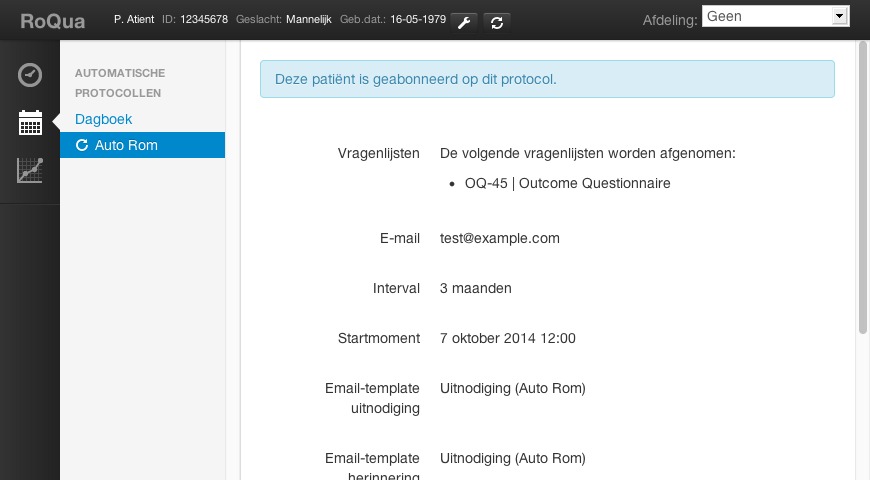 RoQua P. Atient ID: 12345678 Geslacht: Mannelijk Geb.dat.: 16-05-1979 Afdeling: Geen
AUTOMATISCHE
PROTOCOLLEN
Dagboek
Auto Rom
Deze patiënt is geabonneerd op dit protocol.
Vragenlijsten De volgende vragenlijsten worden afgenomen:
• OQ-45 | Outcome Questionnaire
E-mail test@example.com
Interval 3 maanden
Startmoment 7 oktober 2014 12:00
Email-template Uitnodiging (Auto Rom)
uitnodiging
Email-template Uitnodiging (Auto Rom)
herinnering